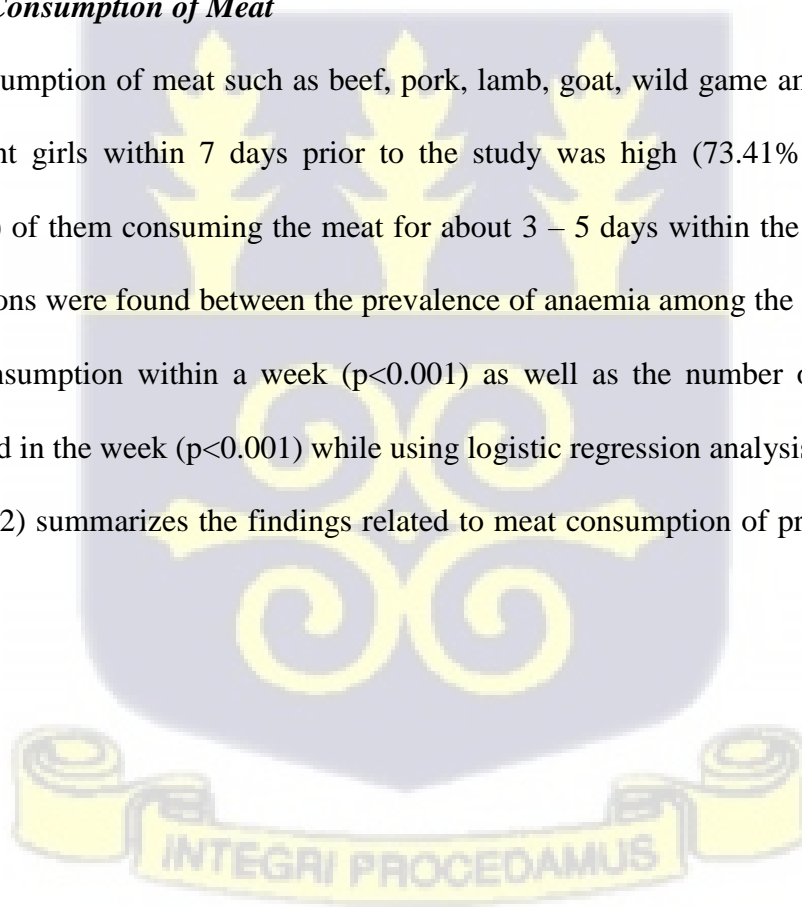 Consumption of Meat
umption of meat such as beef, pork, lamb, goat, wild game an
nt girls within 7 days prior to the study was high (73.41%
) of them consuming the meat for about 3 – 5 days within the
ons were found between the prevalence of anaemia among the
nsumption within a week (p<0.001) as well as the number o
d in the week (p<0.001) while using logistic regression analysis
2) summarizes the findings related to meat consumption of pr
INTEGRI PROCEDAMUS